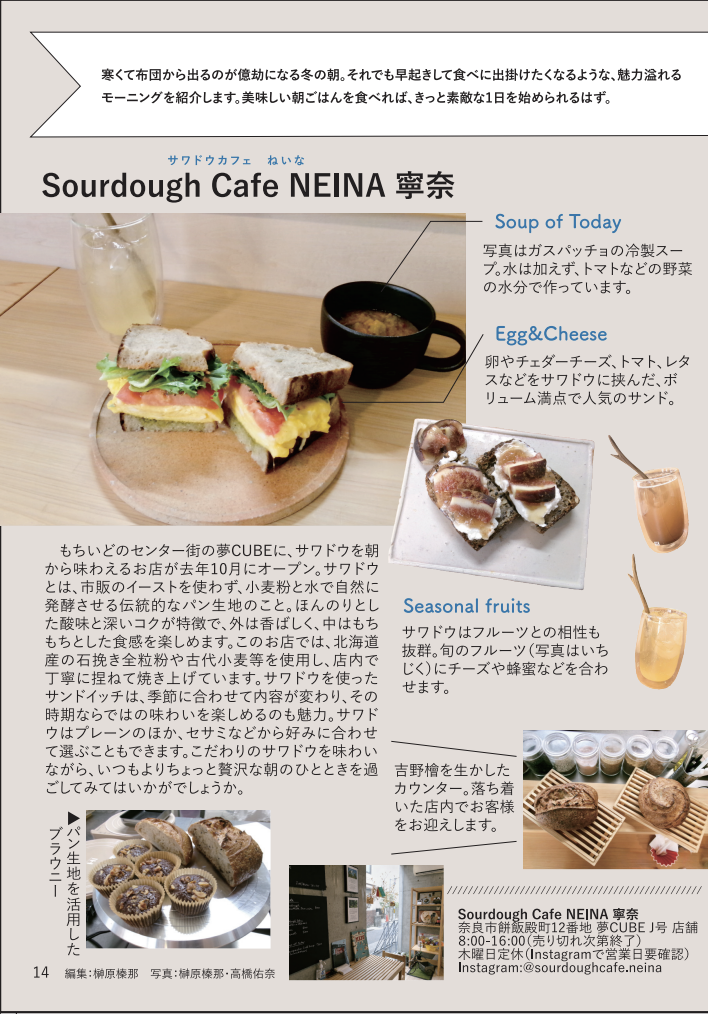 寒くて布団から出るのが億劫になる冬の朝。それでも早起きして食べに出掛けたくなるような、魅力溢れる
モーニングを紹介します。美味しい朝ごはんを食べれば、きっと素敵な1日を始められるはず。
サワドウカフェ ねいな
Sourdough Cafe NEINA 寧奈
Soup of Today
写真はガスパッチョの冷製スー
プ。水は加えず、トマトなどの野菜
の水分で作っています。
Egg&Cheese
卵やチェダーチーズ、トマト、レタ
スなどをサワドウに挟んだ、ボ
リューム満点で人気のサンド。
もちいどのセンター街の夢CUBEに、サワドウを朝
から味わえるお店が去年10月にオープン。サワドウ
とは、市販のイーストを使わず、小麦粉と水で自然に
発酵させる伝統的なパン生地のこと。ほんのりとし
た酸味と深いコクが特徴で、外は香ばしく、中はもち
もちとした食感を楽しめます。このお店では、北海道
産の石挽き全粒粉や古代小麦等を使用し、店内で
丁寧に捏ねて焼き上げています。サワドウを使った
サンドイッチは、季節に合わせて内容が変わり、その
時期ならではの味わいを楽しめるのも魅力。サワド
ウはプレーンのほか、セサミなどから好みに合わせ
て選ぶこともできます。こだわりのサワドウを味わい
ながら、いつもよりちょっと贅沢な朝のひとときを過
ごしてみてはいかがでしょうか。
Seasonal fruits
サワドウはフルーツとの相性も
抜群。旬のフルーツ(写真はいち
じく)にチーズや蜂蜜などを合わ
せます。
吉野檜を生かした
カウンター。落ち着
いた店内でお客様
をお迎えします。
▶パン生地を活用した
ブラウニー
Sourdough Cafe NEINA 寧奈
奈良市餅飯殿町12番地 夢CUBE J号 店舗
8:00-16:00(売り切れ次第終了)
木曜日定休(Instagramで営業日要確認)
Instagram:@sourdoughcafe.neina
14 編集:榊原榛那 写真:榊原榛那・高橋佑奈